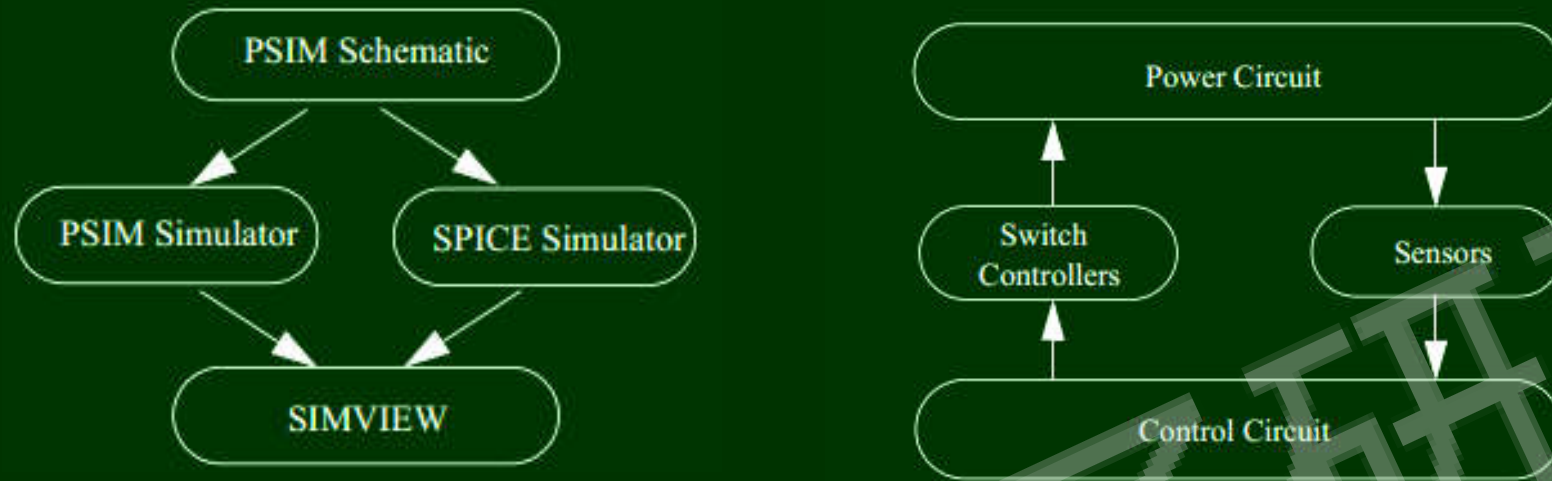 PSIM Schematic
PSIM Simulator
SPICE Simulator
SIMVIEW
Power Circuit
Switch
Controllers
Sensors
Control Circuit